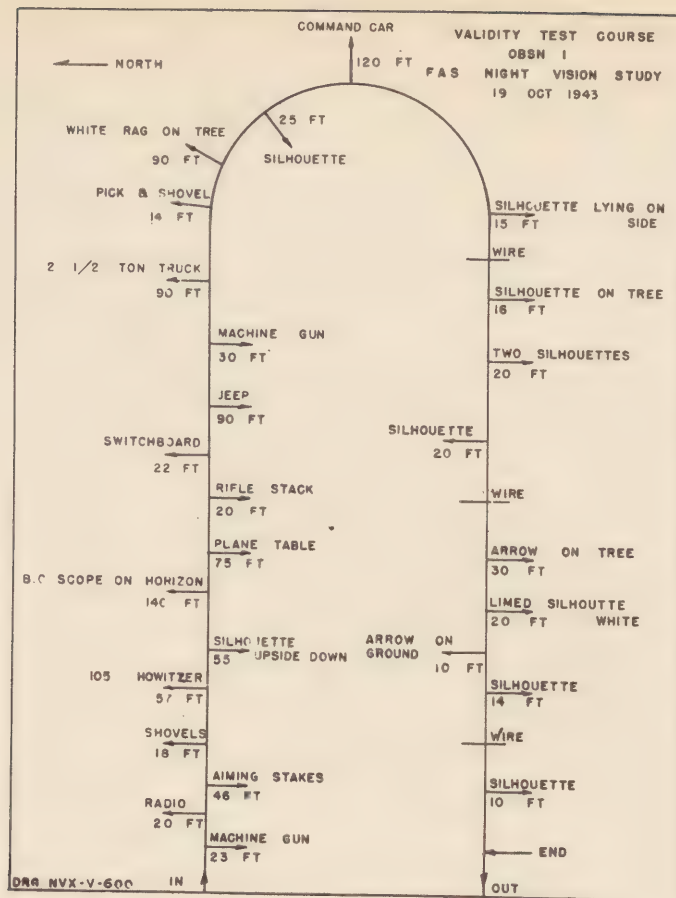 COMMAND CAR
VALIDITY TEST COURSE
OBSN 1
FAS NIGHT VISION STUDY
19 OCT 1943
NORTH
120 FT
25 FT
SILHOUETTE
WHITE RAG ON TREE
90 FT
PICK & SHOVEL
14 FT
2 1/2 TON TRUCK
90 FT
MACHINE GUN
30 FT
JEEP
90 FT
SWITCHBOARD
22 FT
RIFLE STACK
20 FT
PLANE TABLE
75 FT
B.C SCOPE ON HORIZON
140 FT
SILHOUETTE
55 UPSIDE DOWN
105 HOWITZER
57 FT
SHOVELS
18 FT
AIMING STAKES
46 FT
RADIO
20 FT
MACHINE GUN
23 FT
IN
DRG NVX-V-600
SILHOUETTE LYING ON
15 FT SIDE
WIRE
SILHOUETTE ON TREE
16 FT
TWO SILHOUETTES
20 FT
SILHOUETTE
20 FT
WIRE
ARROW ON TREE
30 FT
LIMED SILHOUTTE
20 FT WHITE
ARROW ON
GROUND
10 FT
SILHOUETTE
14 FT
WIRE
SILHOUETTE
10 FT
END
OUT